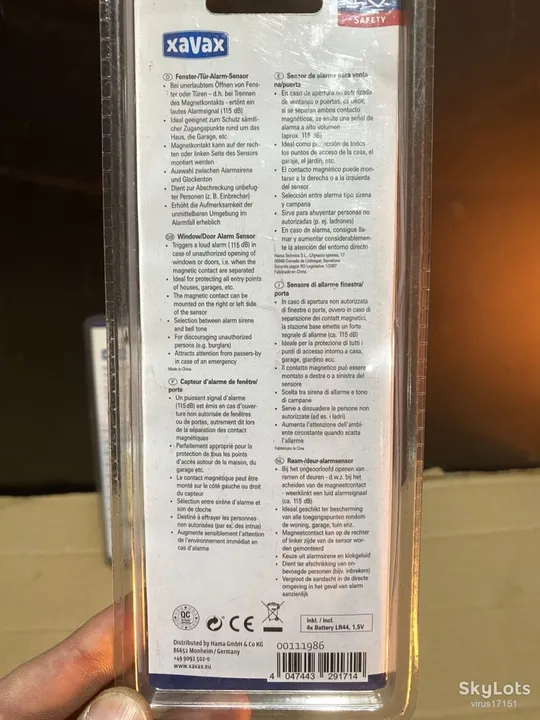 SAFETY
xavax
D Fenster-/Tür-Alarm-Sensor
• Bei unerlaubtem Öffnen von Fens-
ter oder Türen – d.h. bei Trennen
des Magnetkontakts - ertönt ein
lautes Alarmsignal (115 dB)
• Ideal geeignet zum Schutz sämtli-
cher Zugangspunkte rund um das
Haus, die Garage, etc.
• Magnetkontakt kann auf der rech-
ten oder linken Seite des Sensors
montiert werden
• Auswahl zwischen Alarmsirene
und Glockenton
• Dient zur Abschreckung unbefug-
ter Personen (z. B. Einbrecher)
• Erhöht die Aufmerksamkeit der
unmittelbaren Umgebung im
Alarmfall erheblich
GB Window/Door Alarm Sensor
• Triggers a loud alarm (115 dB) in
case of unauthorized opening of
windows or doors, i.e. when the
magnetic contact are separated
• Ideal for protecting all entry points
of houses, garages, etc.
• The magnetic contact can be
mounted on the right or left side
of the sensor
• Selection between alarm sirene
and bell tone
• For discouraging unauthorized
persons (e.g. burglars)
• Attracts attention from passers-by
in case of an emergency
Made in China
F Capteur d'alarme de fenêtre/
porte
• Un puissant signal d'alarme
(115 dB) est émis en cas d'ouver-
ture non autorisée de fenêtres
ou de portes, autrement dit lors
de la séparation des contact
magnétiques
• Parfaitement approprié pour la
protection de tous les points
d'accès autour de la maison, du
garage etc.
• Le contact magnétique peut être
monté sur le côté gauche ou droit
du capteur
• Sélection entre sirène d'alarme et
son de cloche
• Destiné à effrayer les personnes
non autorisées (par ex. des intrus)
• Augmente sensiblement l'attention
de l'environnement immédiat en
cas d'alarme
E Sensor de alarme para venta
na/puerta
• En caso de apertura no autorizada
de ventanas o puertas, es decir,
si se separan ambos contacto
magnéticos, se emite una señal de
alarma a alto volumen
(aprox. 115 dB)
• Ideal como protección de todos
los puntos de acceso de la casa, el
garaje, el jardín, etc.
• El contacto magnético puede mon-
tarse a la derecha o a la izquierda
del sensor
• Selección entre alarma tipo sirena
y campana
• Sirve para ahuyentar personas no
autorizadas (p. ej. ladrones)
• En caso de alarma, consigue lla-
mar y aumentar considerablemen-
te la atención del entorno directo
Hama Technics S.L., C/Ignacio Iglesias, 17
08940 Cornella de Llobregat, Barcelona
Garantía según RD Legislativo 1/2007
Fabricado en China
I Sensore di allarme finestra/
porta
• In caso di apertura non autorizzata
di finestre o porte, ovvero in caso di
separazione dei contatt magnetici,
la stazione base emette un forte
segnale di allarme (ca. 115 dB)
• Ideale per la protezione di tutti i
punti di accesso intorno a casa,
garage, giardino ecc.
• Il contatto magnetico può essere
montato a destra o a sinistra del
sensore
• Scelta tra sirena di allarme e tono
di campane
• Serve a dissuadere le persone non
autorizzate (ad es. i ladri)
• Aumenta l'attenzione dell'ambi-
ente circostante quando scatta
l'allarme
Fabbricato in China
NL Raam-/deur-alarmsensor
• Bij het ongeoorloofd openen van
ramen of deuren - d.w.z. bij het
scheiden van de magneetcontact
- weerklinkt een luid alarmsignaal
(ca. 115 dB)
• Ideaal geschikt ter bescherming
van alle toegangspunten rondom
de woning, garage, tuin enz.
• Magneetcontact kan op de rechter
of linker zijde van de sensor wor-
den gemonteerd
• Keuze uit alarmsirene en klokgeluid
• Dient ter afschrikking van on-
bevoegde personen (bijv. inbrekers)
• Vergroot de aandacht in de directe
omgeving in het geval van alarm
aanzienlijk
QC
CE
inkl. / incl.
4x Battery LR44, 1,5V
Distributed by Hama GmbH & Co KG
86652 Monheim / Germany
+49 9091 502-0
www.xavax.eu
00111986
4 047443 291714
SkyLots
virus17151